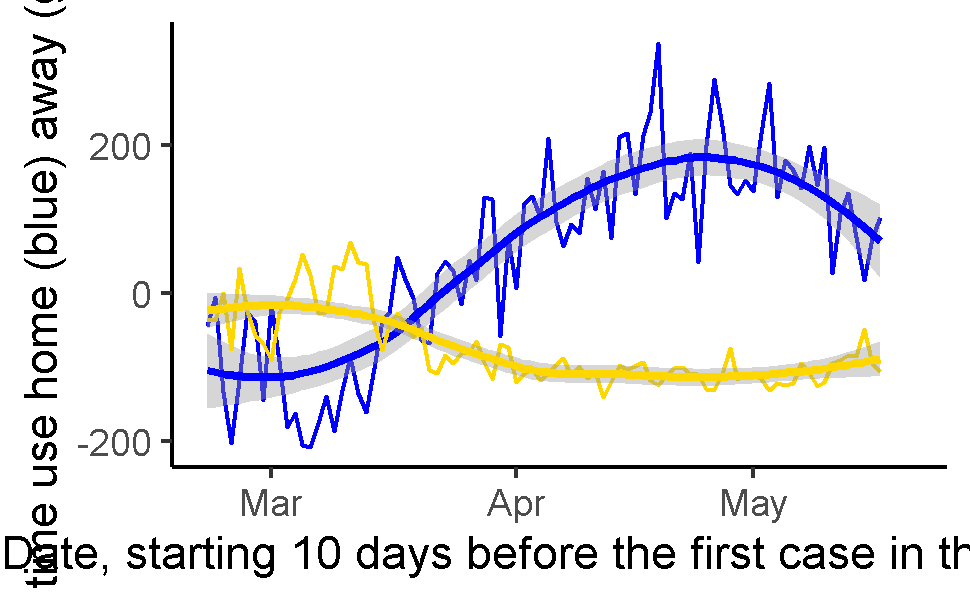 time use home (blue) away (
200
0
-200
Mar
Apr
May
Date, starting 10 days before the first case in th